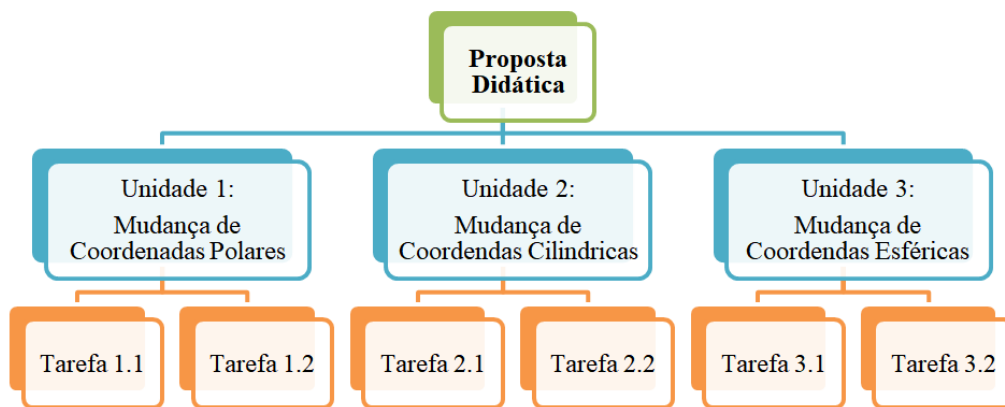 Proposta
Didática
Unidade 1:
Mudança de
Coordenadas Polares
Unidade 2:
Mudança de
Coordendas Cilindricas
Unidade 3:
Mudança de
Coordendas Esféricas
Tarefa 1.1
Tarefa 1.2
Tarefa 2.1
Tarefa 2.2
Tarefa 3.1
Tarefa 3.2